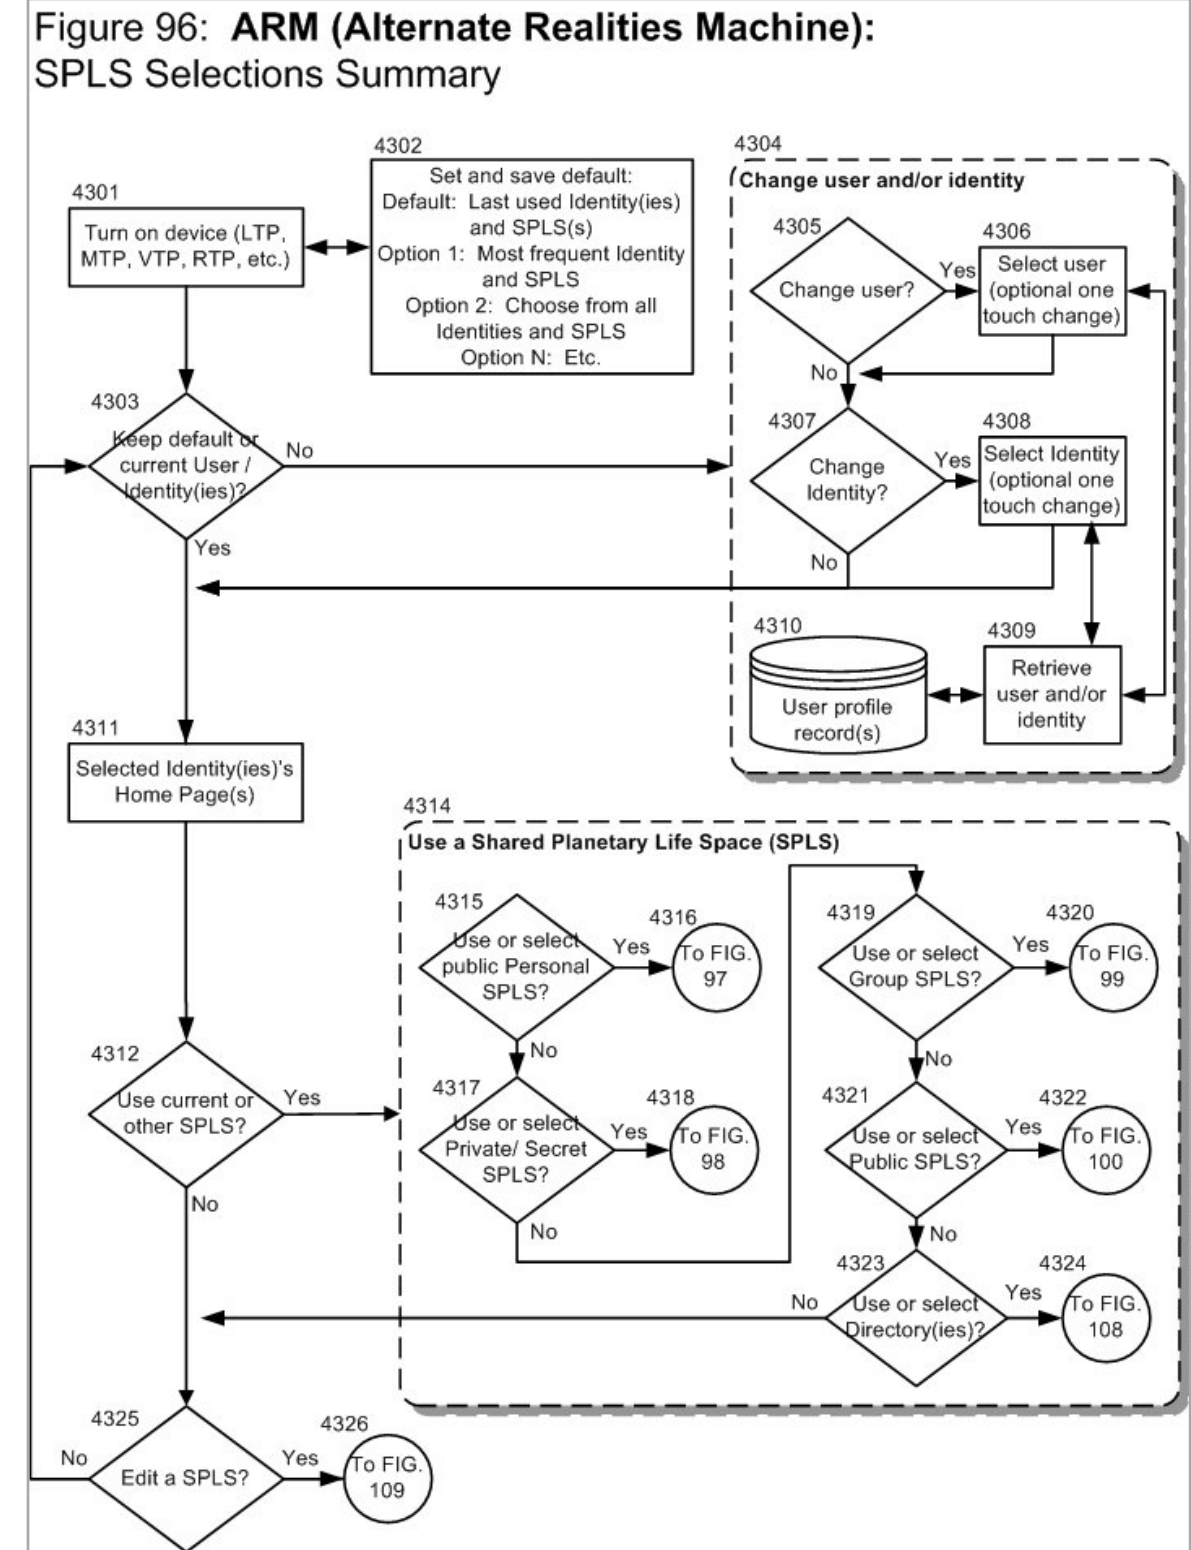 Figure 96: ARM (Alternate Realities Machine):
SPLS Selections Summary
4301
Turn on device (LTP,
MTP, VTP, RTP, etc.)
4302
Set and save default:
Default: Last used Identity(ies)
and SPLS(s)
Option 1: Most frequent Identity
and SPLS
Option 2: Choose from all
Identities and SPLS
Option N: Etc.
4303
Keep default or
current User /
Identity(ies)?
No
Yes
4304
Change user and/or identity
4305
Change user?
Yes
No
4306
Select user
(optional one
touch change)
4307
Change
Identity?
Yes
No
4308
Select Identity
(optional one
touch change)
4309
Retrieve
user and/or
identity
4310
User profile
record(s)
4311
Selected Identity(ies)'s
Home Page(s)
4312
Use current or
other SPLS?
Yes
No
4314
Use a Shared Planetary Life Space (SPLS)
4315
Use or select
public Personal
SPLS?
Yes
No
4316
To FIG.
97
4317
Use or select
Private/ Secret
SPLS?
Yes
No
4318
To FIG.
98
4319
Use or select
Group SPLS?
Yes
No
4320
To FIG.
99
4321
Use or select
Public SPLS?
Yes
No
4322
To FIG.
100
4323
Use or select
Directory(ies)?
Yes
No
4324
To FIG.
108
4325
Edit a SPLS?
No
Yes
4326
To FIG.
109